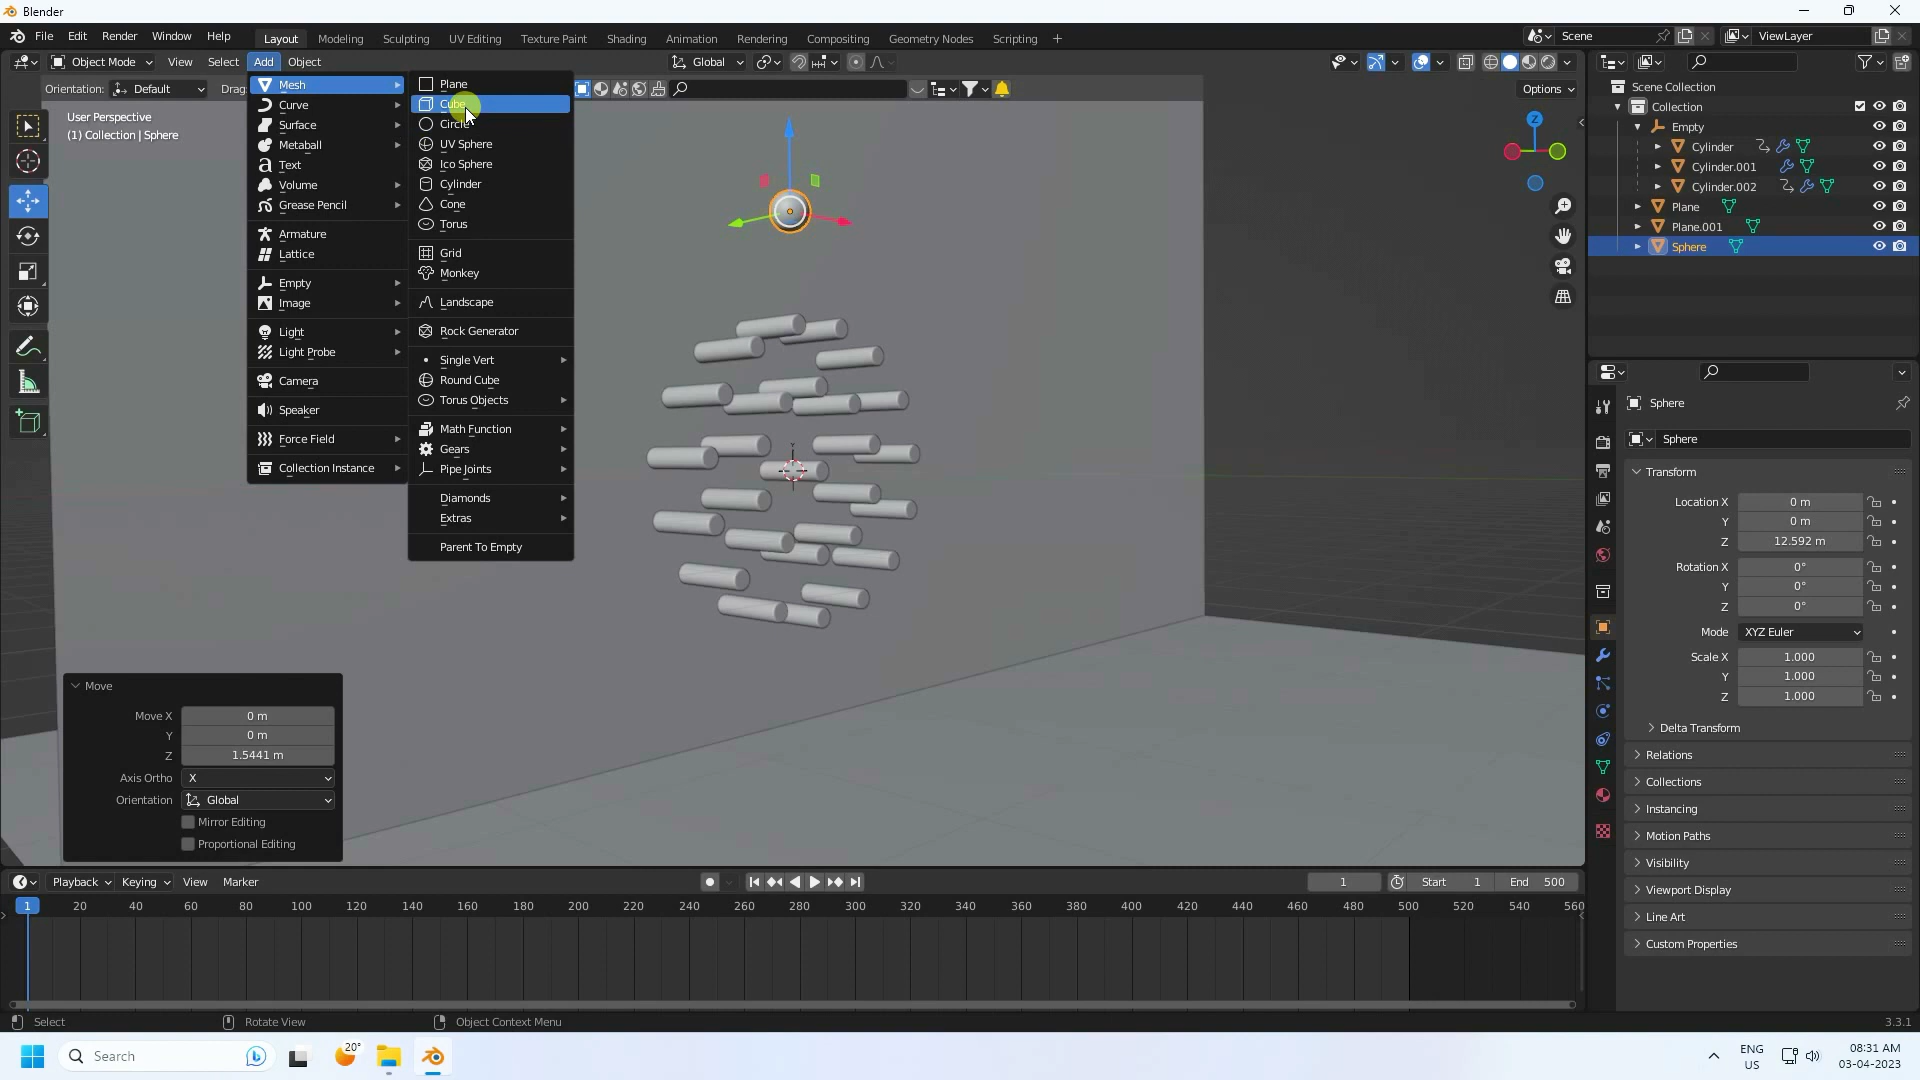 Blender
File Edit Render Window Help Layout Modeling Sculpting UV Editing Texture Paint Shading Animation Rendering Compositing Geometry Nodes Scripting + Scene ViewLayer
Object Mode View Select Add Object Global
Orientation: Default Drag: Options
User Perspective
(1) Collection | Sphere
Mesh
Curve
Surface
Metaball
Text
Volume
Grease Pencil
Armature
Lattice
Empty
Image
Light
Light Probe
Camera
Speaker
Force Field
Collection Instance
Plane
Cube
Circle
UV Sphere
Ico Sphere
Cylinder
Cone
Torus
Grid
Monkey
Landscape
Rock Generator
Single Vert
Round Cube
Torus Objects
Math Function
Gears
Pipe Joints
Diamonds
Extras
Parent To Empty
Z
Y
Scene Collection
Collection
Empty
Cylinder
Cylinder.001
Cylinder.002
Plane
Plane.001
Sphere
Sphere
Sphere
Transform
Location X 0 m
Y 0 m
Z 12.592 m
Rotation X 0°
Y 0°
Z 0°
Mode XYZ Euler
Scale X 1.000
Y 1.000
Z 1.000
Delta Transform
Relations
Collections
Instancing
Motion Paths
Visibility
Viewport Display
Line Art
Custom Properties
Move
Move X 0 m
Y 0 m
Z 1.5441 m
Axis Ortho X
Orientation Global
Mirror Editing
Proportional Editing
Playback Keying View Marker 1 Start 1 End 500
1 20 40 60 80 100 120 140 160 180 200 220 240 260 280 300 320 340 360 380 400 420 440 460 480 500 520 540 560
Select Rotate View Object Context Menu 3.3.1
Search 20° ENG US 08:31 AM 03-04-2023